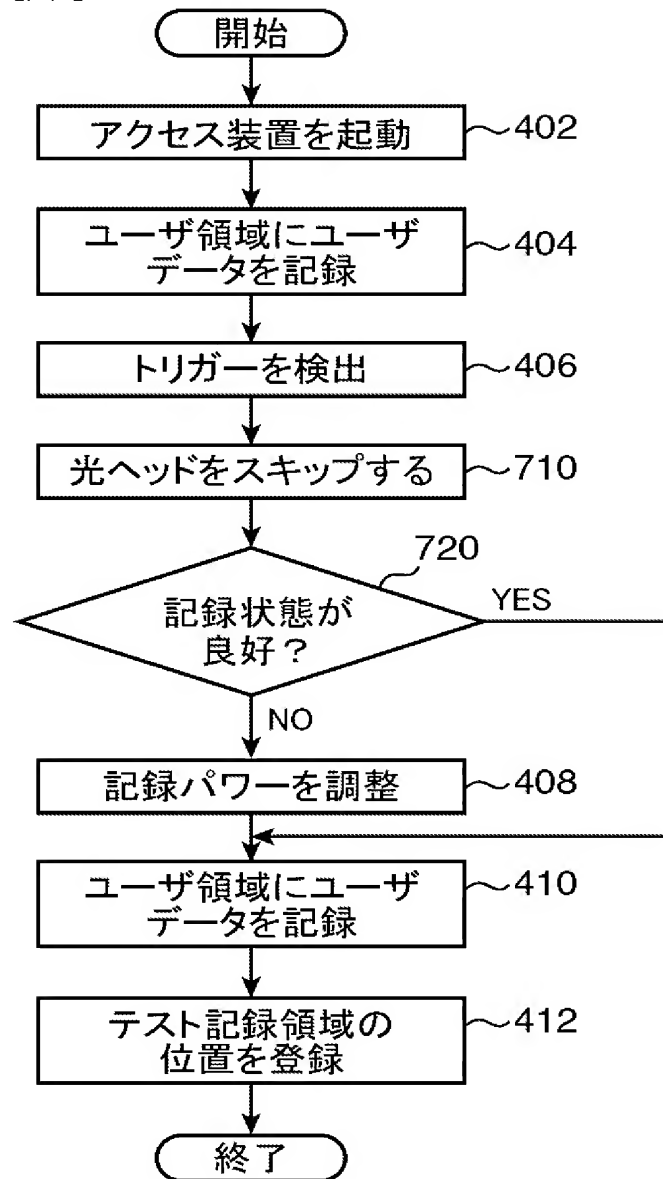 開始
アクセス装置を起動
402
ユーザ領域にユーザ
データを記録
404
トリガーを検出
406
光ヘッドをスキップする
710
720
記録状態が
良好？
YES
NO
記録パワーを調整
408
ユーザ領域にユーザ
データを記録
410
テスト記録領域の
位置を登録
412
終了